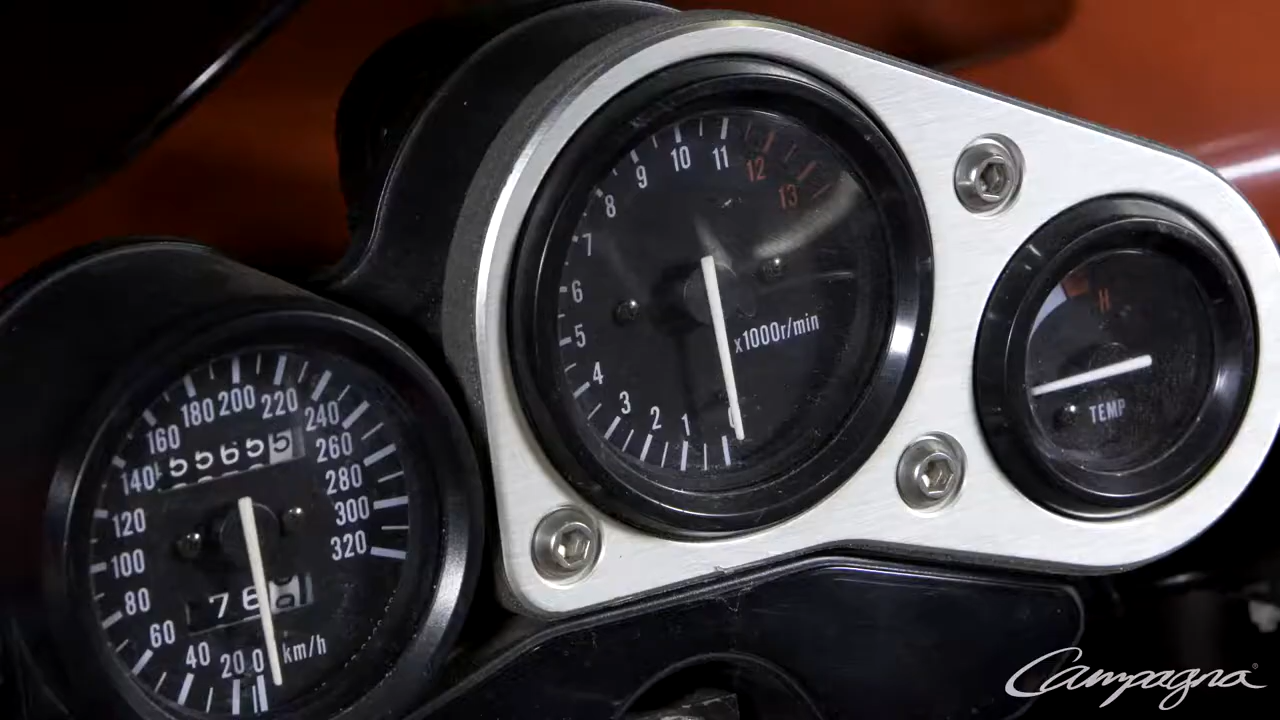 0 1 2 3 4 5 6 7 8 9 10 11 12 13
x1000r/min
H
TEMP
0 20 40 60 80 100 120 140 160 180 200 220 240 260 280 300 320
55655
76
km/h
Campagna